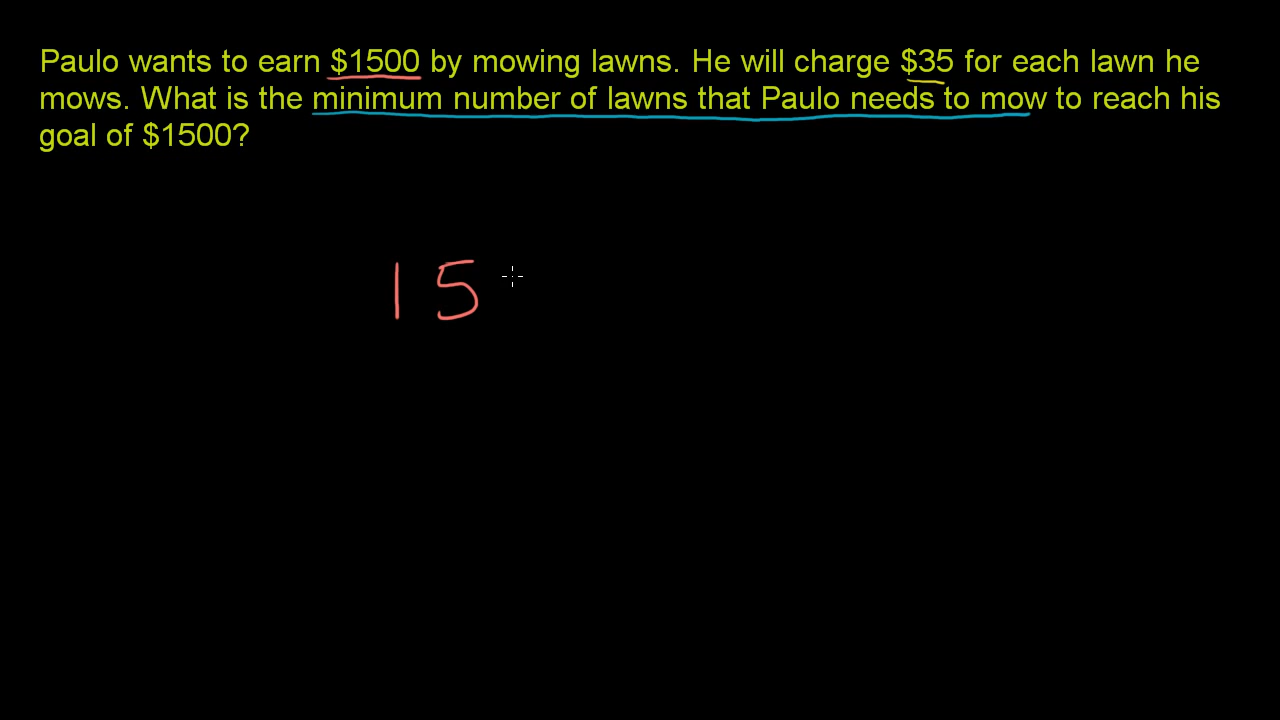 Paulo wants to earn $1500 by mowing lawns. He will charge $35 for each lawn he
mows. What is the minimum number of lawns that Paulo needs to mow to reach his
goal of $1500?
15